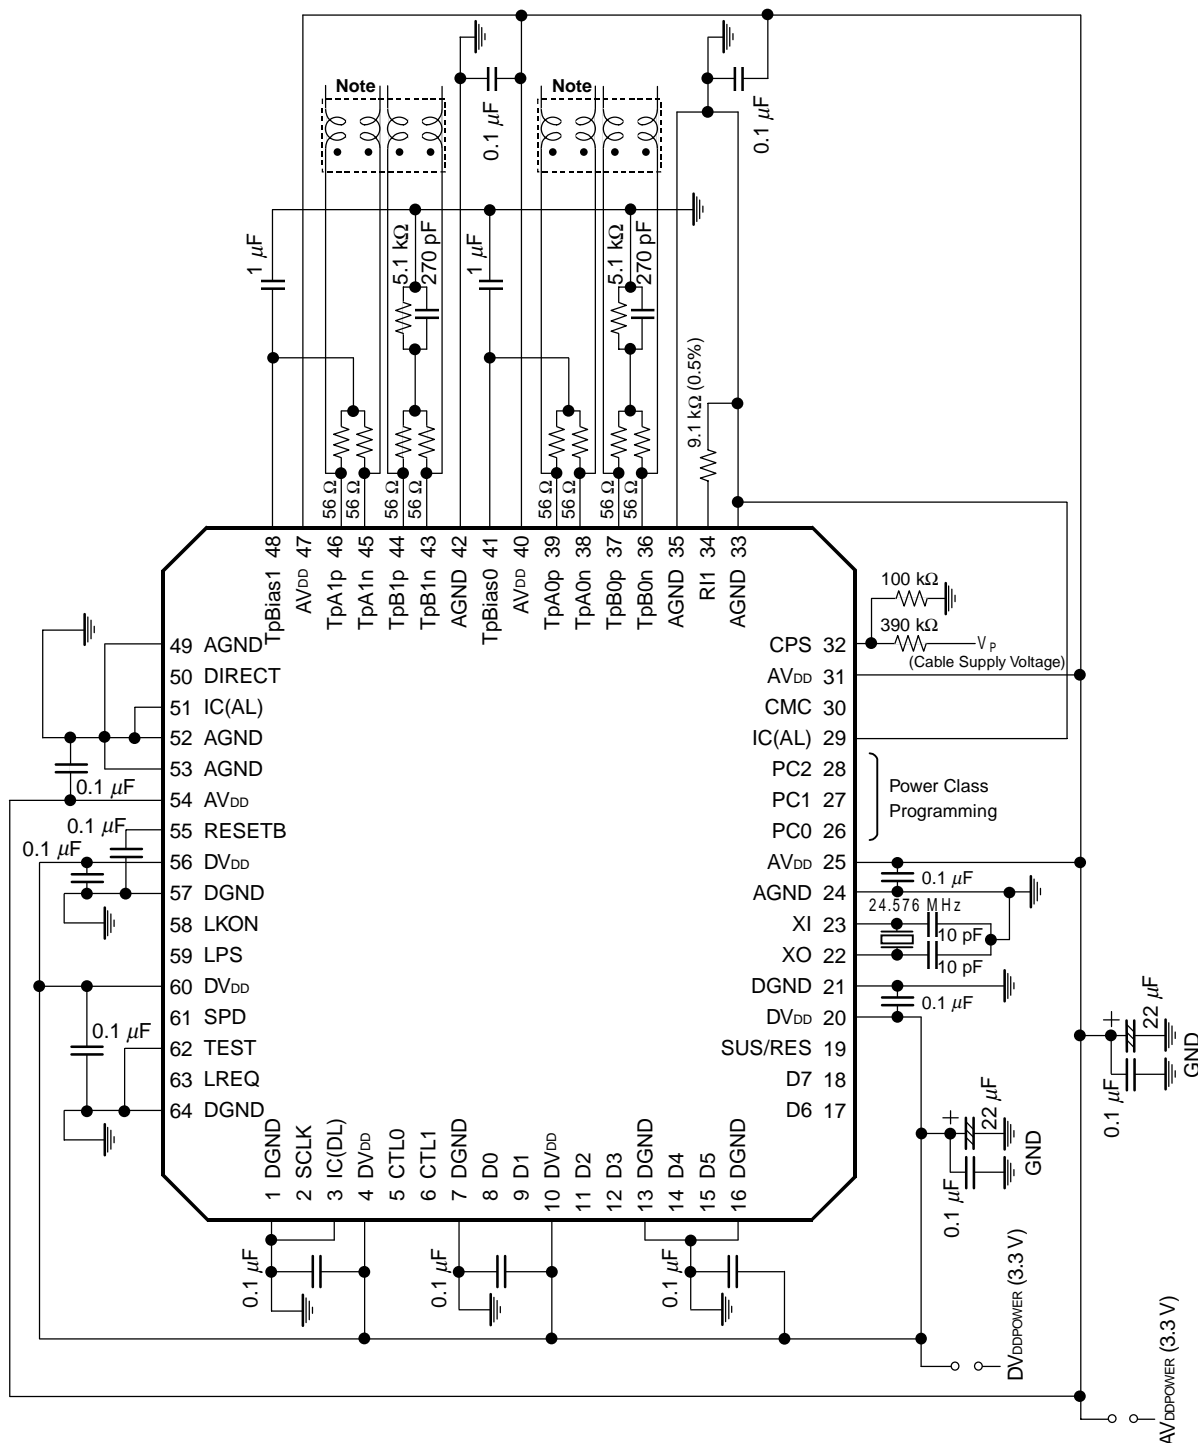 Note
Note
0.1 µF
0.1 µF
1 µF
5.1 kΩ
270 pF
1 µF
5.1 kΩ
270 pF
9.1 kΩ (0.5%)
56 Ω
56 Ω
56 Ω
56 Ω
56 Ω
56 Ω
56 Ω
56 Ω
TpBias1 48
AVDD 47
TpA1p 46
TpA1n 45
TpB1p 44
TpB1n 43
AGND 42
TpBias0 41
AVDD 40
TpA0p 39
TpA0n 38
TpB0p 37
TpB0n 36
AGND 35
RI1 34
AGND 33
100 kΩ
390 kΩ
VP
(Cable Supply Voltage)
CPS 32
AVDD 31
CMC 30
IC(AL) 29
PC2 28
PC1 27
PC0 26
Power Class
Programming
AVDD 25
0.1 µF
AGND 24
24.576 MHz
XI 23
10 pF
XO 22
10 pF
DGND 21
0.1 µF
DVDD 20
SUS/RES 19
D7 18
D6 17
49 AGND
50 DIRECT
51 IC(AL)
52 AGND
53 AGND
0.1 µF
54 AVDD
0.1 µF
55 RESETB
0.1 µF
56 DVDD
57 DGND
58 LKON
59 LPS
60 DVDD
61 SPD
0.1 µF
62 TEST
63 LREQ
64 DGND
1 DGND
2 SCLK
3 IC(DL)
4 DVDD
5 CTL0
6 CTL1
7 DGND
8 D0
9 D1
10 DVDD
11 D2
12 D3
13 DGND
14 D4
15 D5
16 DGND
0.1 µF
0.1 µF
0.1 µF
+
22 µF
0.1 µF
GND
+
22 µF
0.1 µF
GND
DVDDPOWER (3.3 V)
AVDDPOWER (3.3 V)